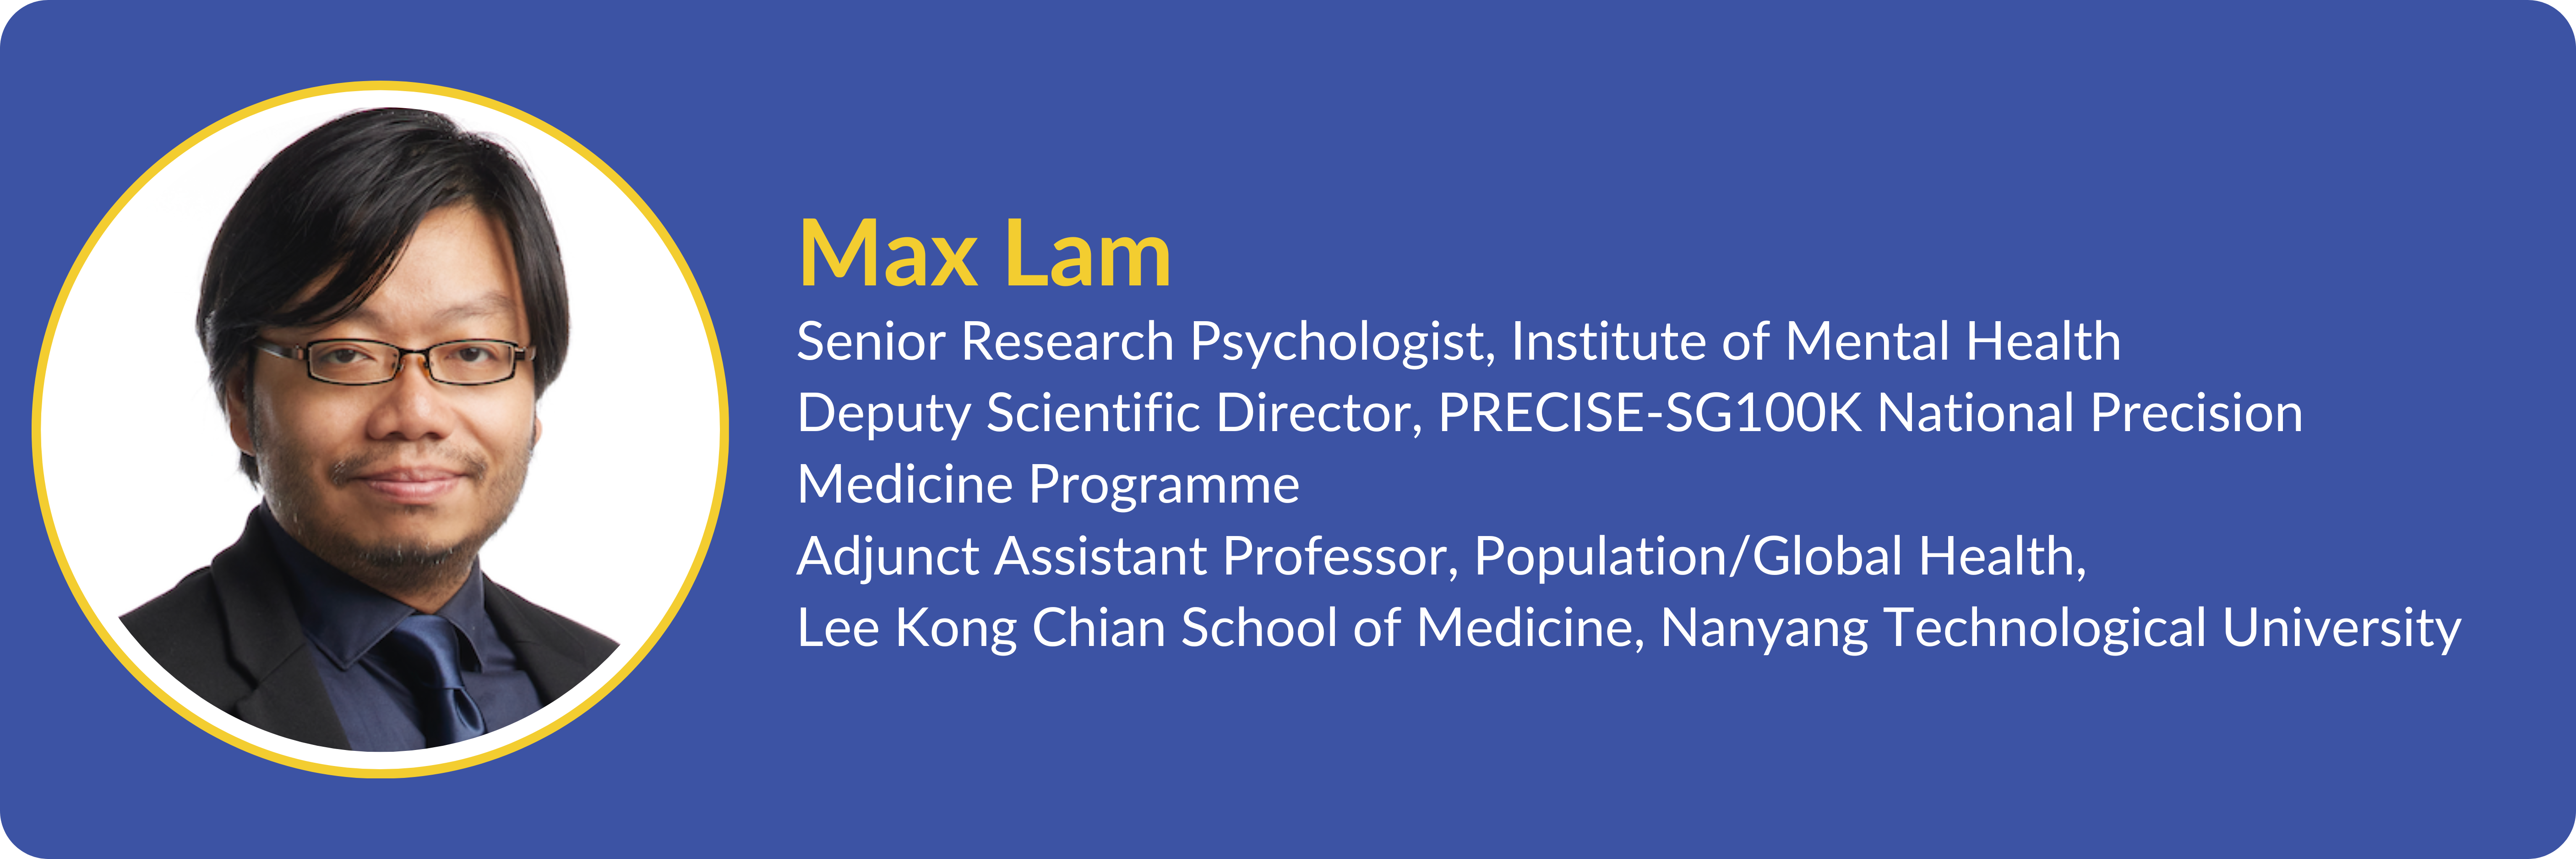 Max Lam
Senior Research Psychologist, Institute of Mental Health
Deputy Scientific Director, PRECISE-SG100K National Precision
Medicine Programme
Adjunct Assistant Professor, Population/Global Health,
Lee Kong Chian School of Medicine, Nanyang Technological University